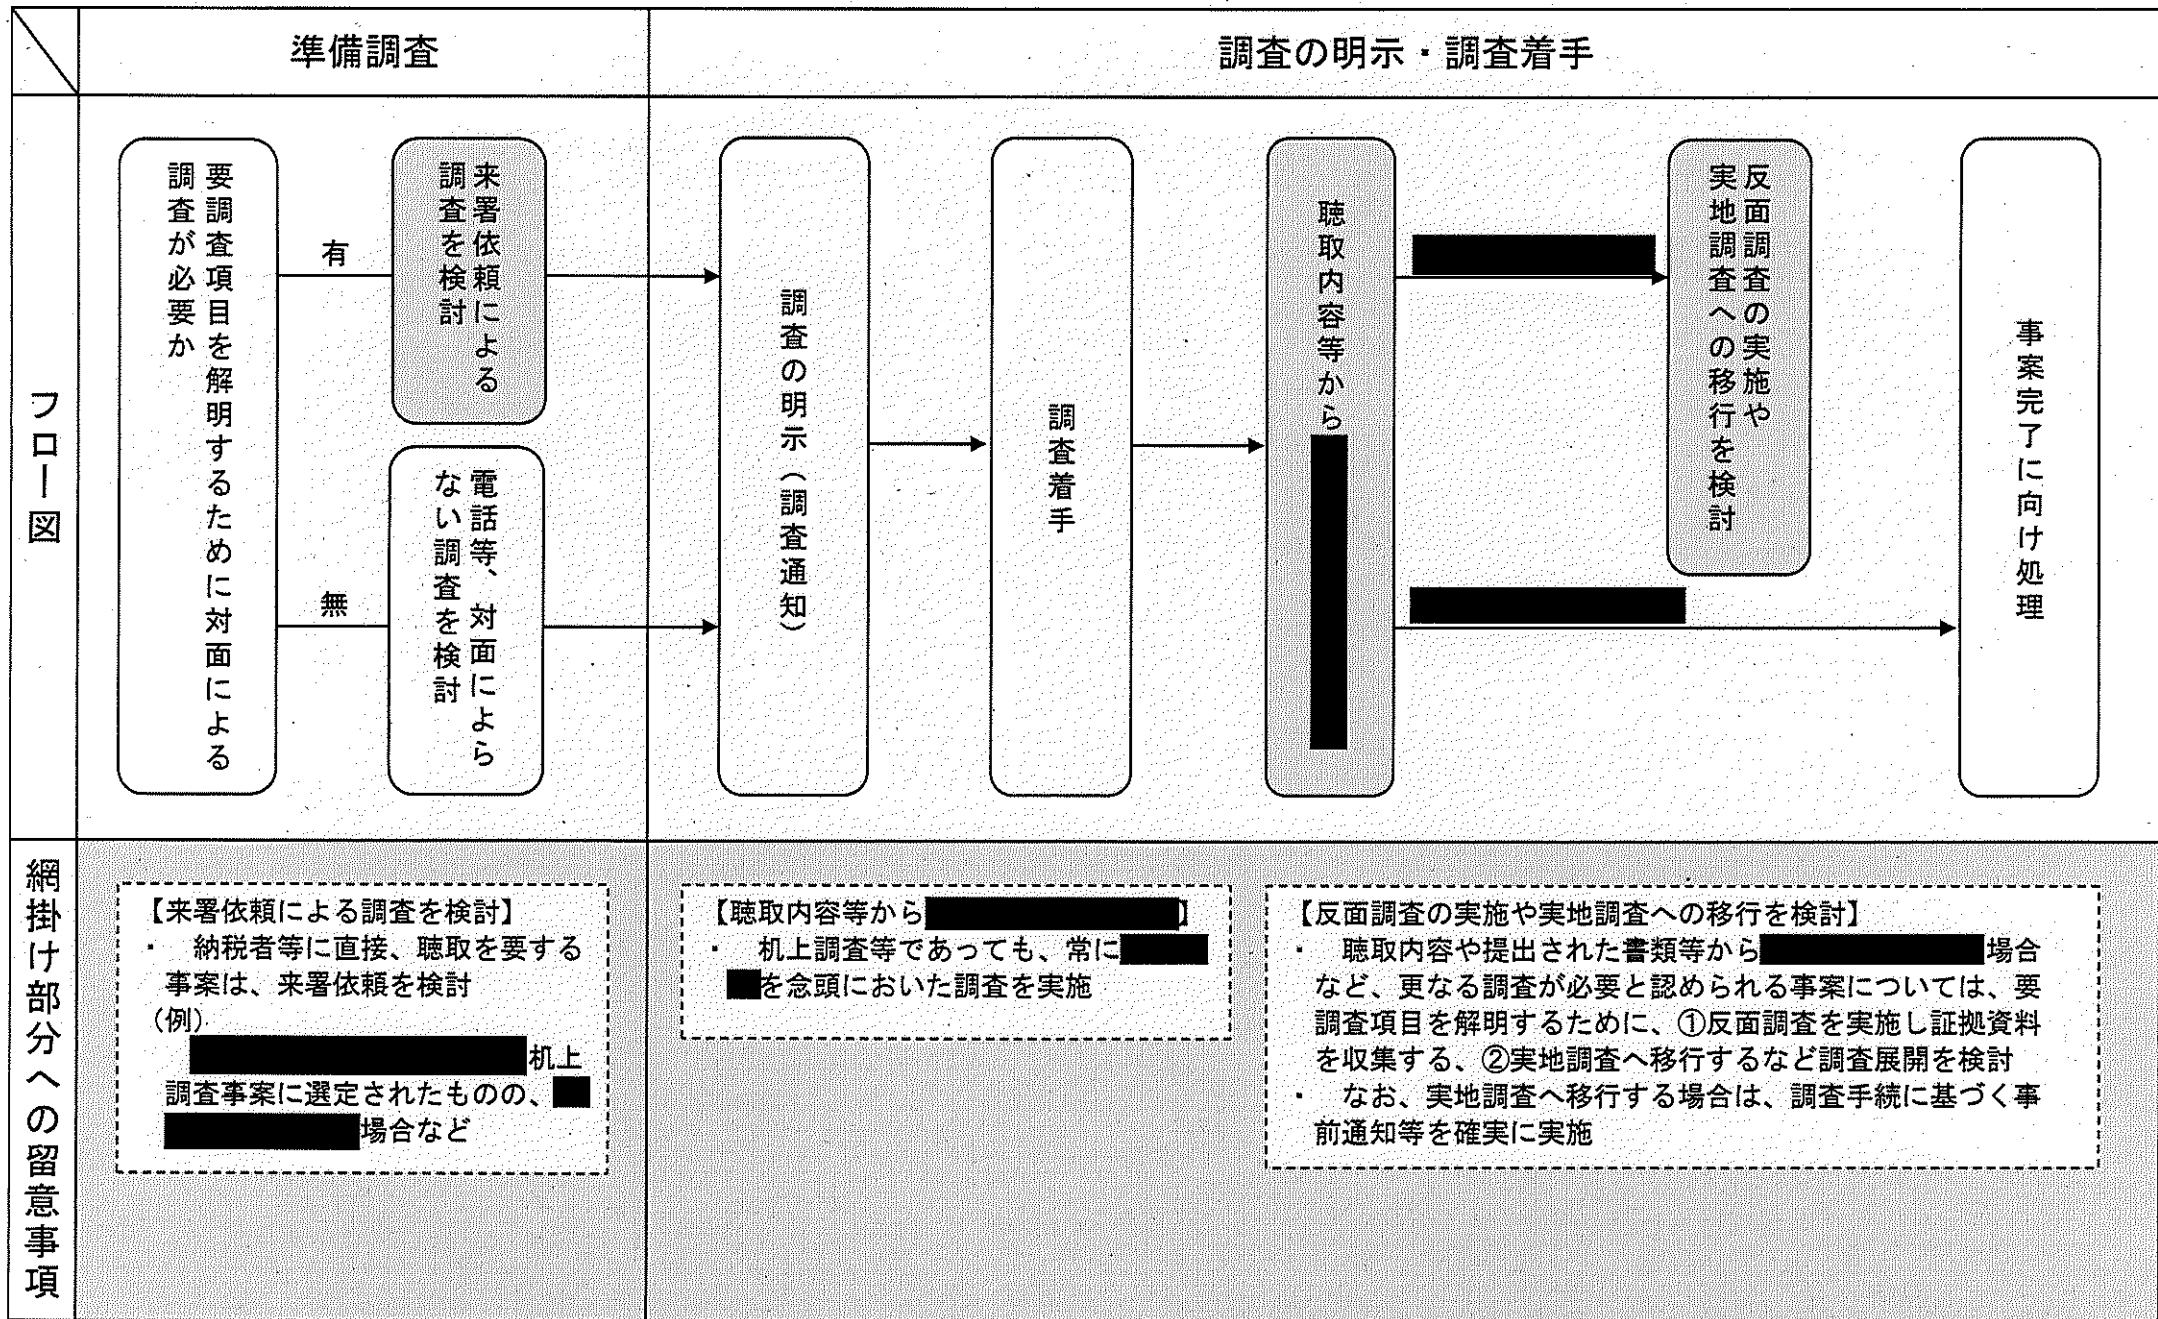 準備調査
調査の明示・調査着手
フロー図
要調査項目を解明するために対面による
調査が必要か
有
無
来署依頼による
調査を検討
電話等、対面によら
ない調査を検討
調査の明示（調査通知）
調査着手
聴取内容等から
反面調査の実施や
実地調査への移行を検討
事案完了に向け処理
網掛け部分への留意事項
【来署依頼による調査を検討】
・ 納税者等に直接、聴取を要する
事案は、来署依頼を検討
（例）
机上
調査事案に選定されたものの、
場合など
【聴取内容等から 】
・ 机上調査等であっても、常に
を念頭においた調査を実施
【反面調査の実施や実地調査への移行を検討】
・ 聴取内容や提出された書類等から 場合
など、更なる調査が必要と認められる事案については、要
調査項目を解明するために、①反面調査を実施し証拠資料
を収集する、②実地調査へ移行するなど調査展開を検討
・ なお、実地調査へ移行する場合は、調査手続に基づく事
前通知等を確実に実施